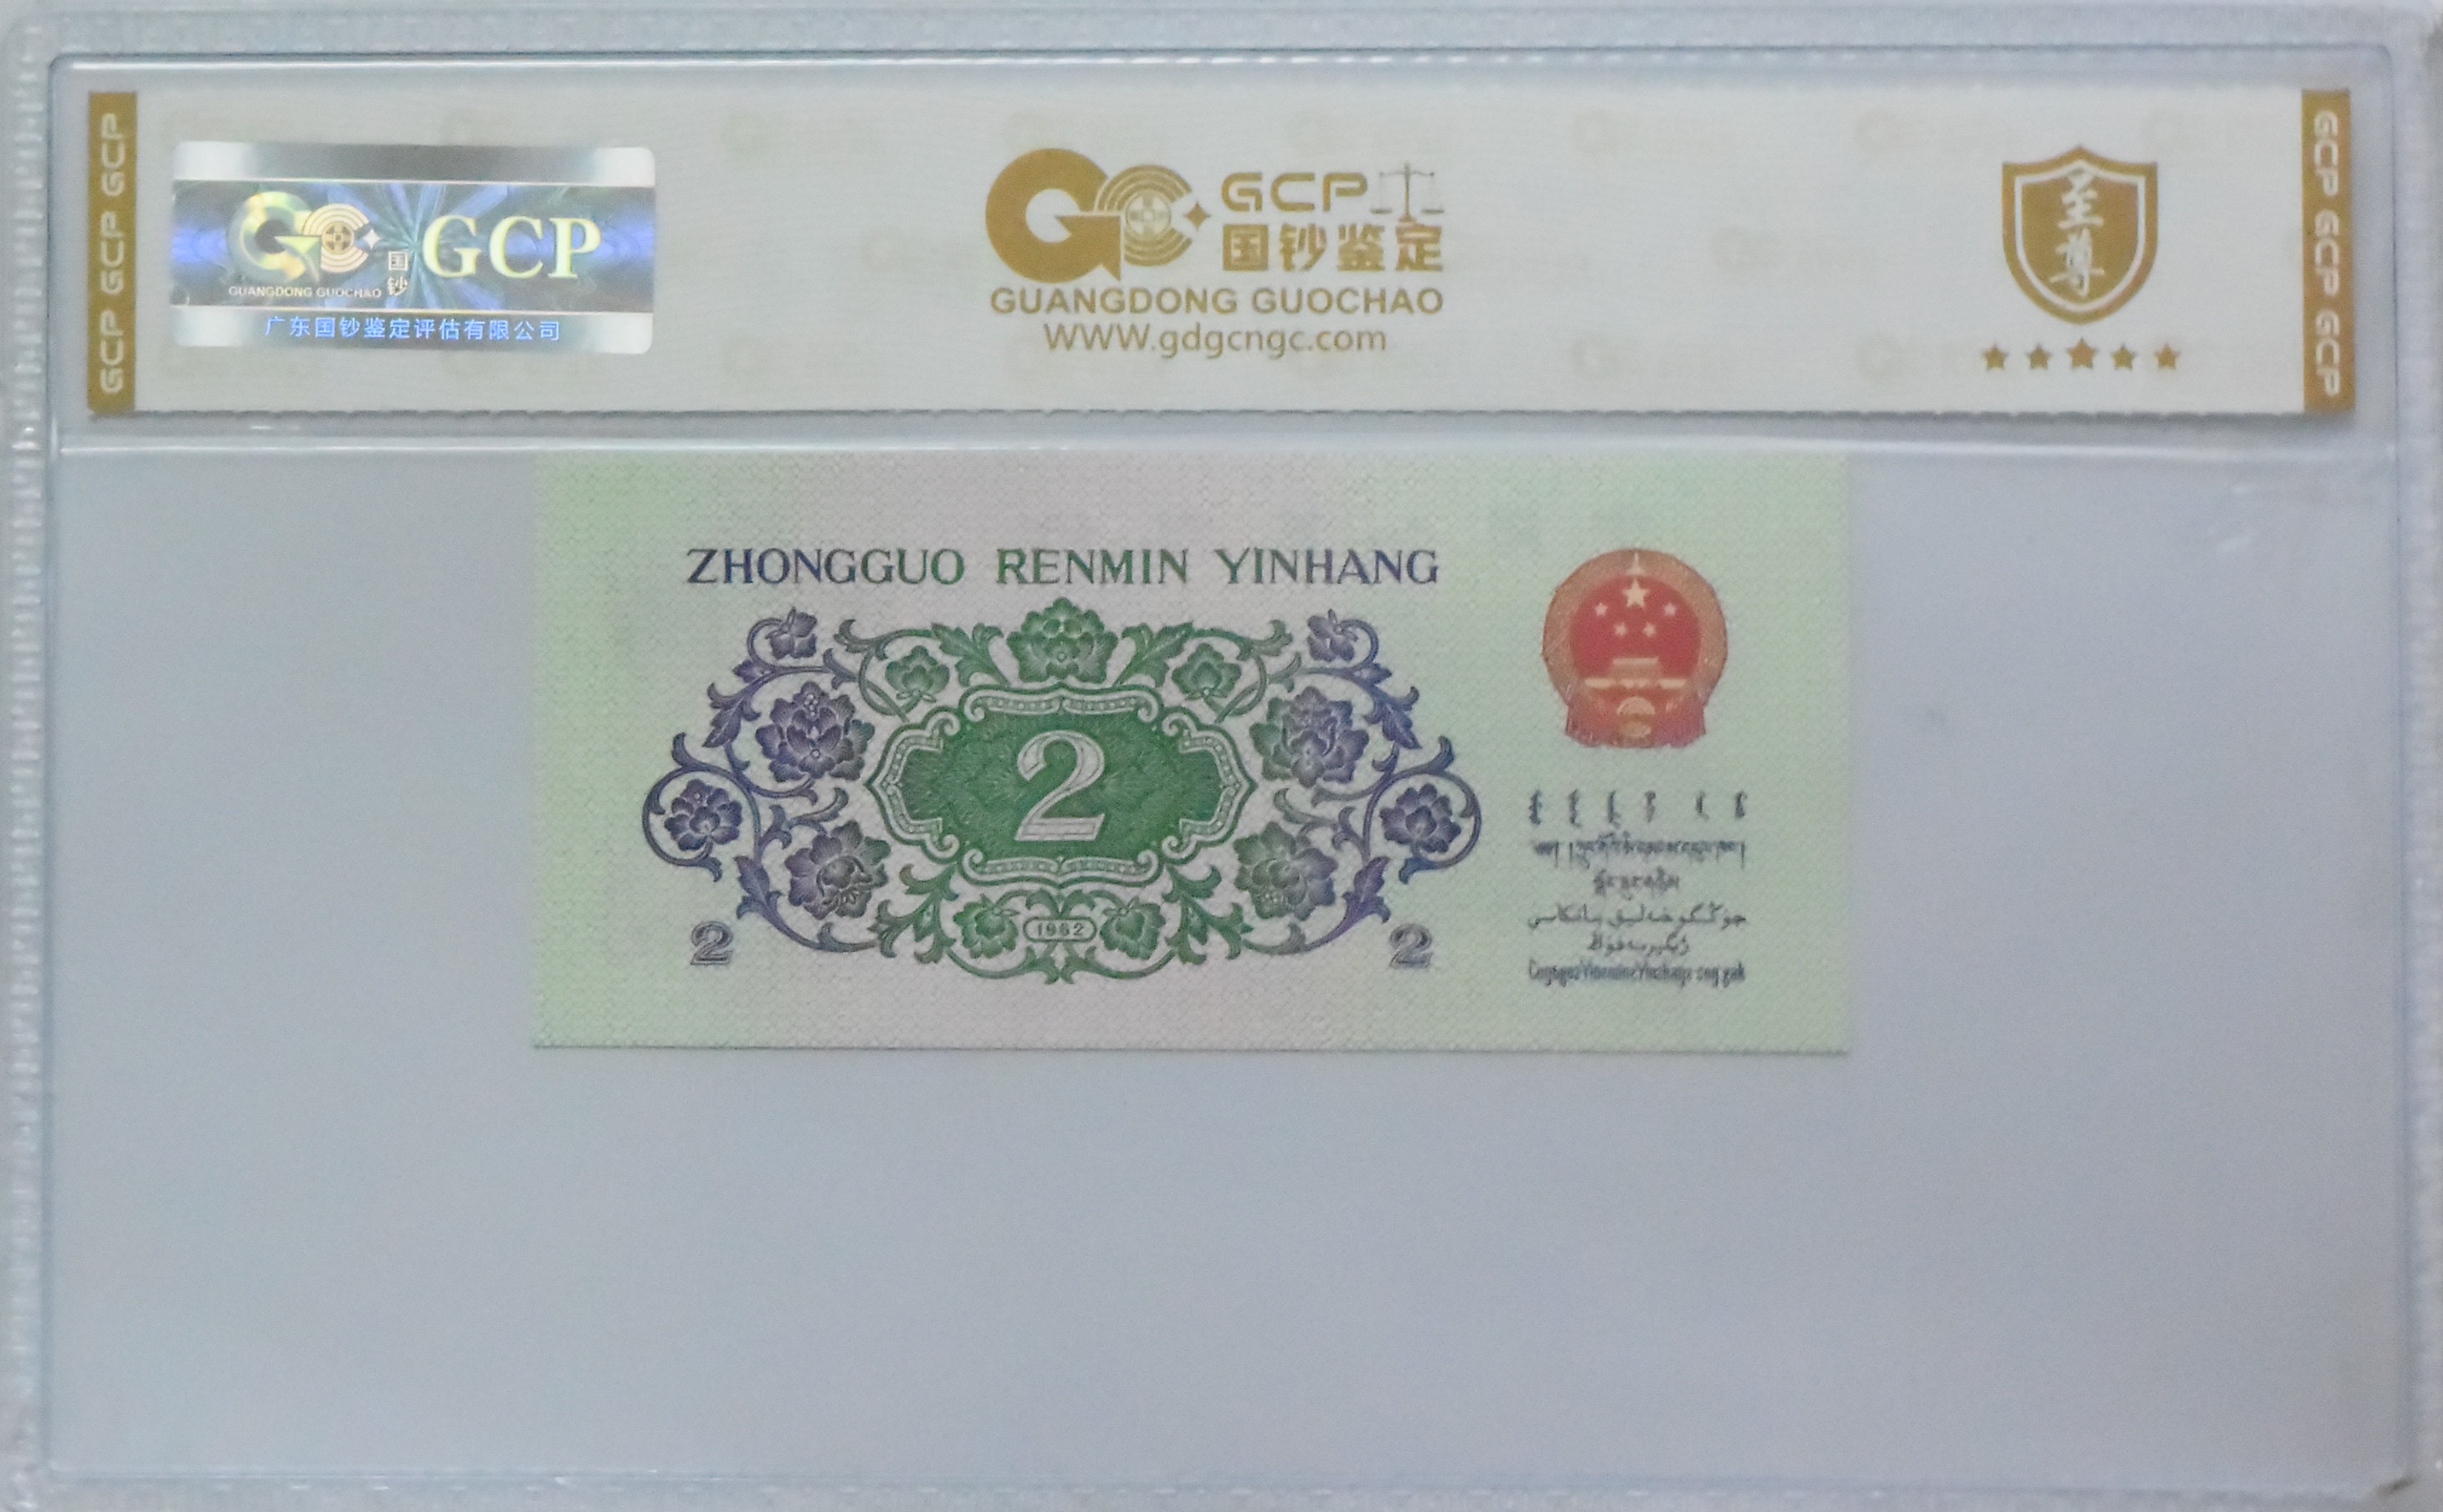 GCP GCP GCP
国钞
GCP
GUANGDONG GUOCHAO
广东国钞鉴定评估有限公司
GCP
国钞鉴定
GUANGDONG GUOCHAO
WWW.gdgcngc.com
至尊
GCP GCP GCP
ZHONGGUO RENMIN YINHANG
2
1962
2
2